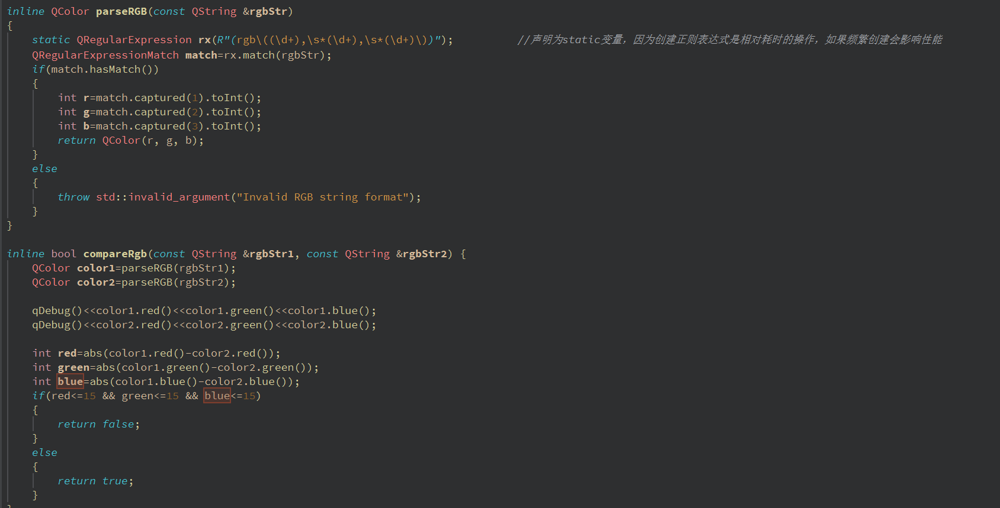 inline QColor parseRGB(const QString &rgbStr)
{
    static QRegularExpression rx(R"(rgb\((\d+),\s*(\d+),\s*(\d+)\))");          //声明为static变量，因为创建正则表达式是相对耗时的操作，如果频繁创建会影响性能
    QRegularExpressionMatch match=rx.match(rgbStr);
    if(match.hasMatch())
    {
        int r=match.captured(1).toInt();
        int g=match.captured(2).toInt();
        int b=match.captured(3).toInt();
        return QColor(r, g, b);
    }
    else
    {
        throw std::invalid_argument("Invalid RGB string format");
    }
}

inline bool compareRgb(const QString &rgbStr1, const QString &rgbStr2) {
    QColor color1=parseRGB(rgbStr1);
    QColor color2=parseRGB(rgbStr2);

    qDebug()<<color1.red()<<color1.green()<<color1.blue();
    qDebug()<<color2.red()<<color2.green()<<color2.blue();

    int red=abs(color1.red()-color2.red());
    int green=abs(color1.green()-color2.green());
    int blue=abs(color1.blue()-color2.blue());
    if(red<=15 && green<=15 && blue<=15)
    {
        return false;
    }
    else
    {
        return true;
    }
}